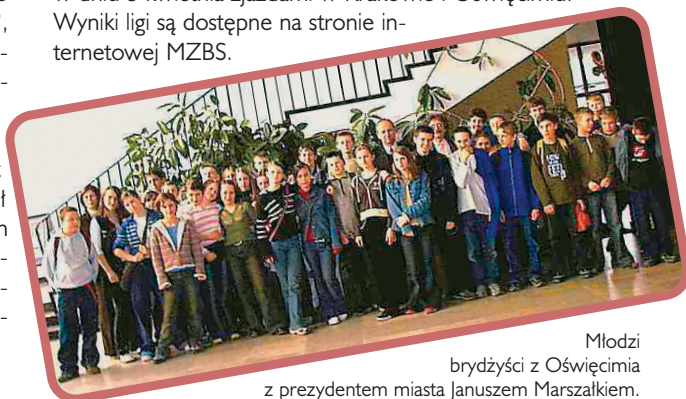 Wyniki ligi są dostępne na stronie in-
ternetowej MZBS.
Młodzi
brydżyści z Oświęcimia
z prezydentem miasta Januszem Marszałkiem.